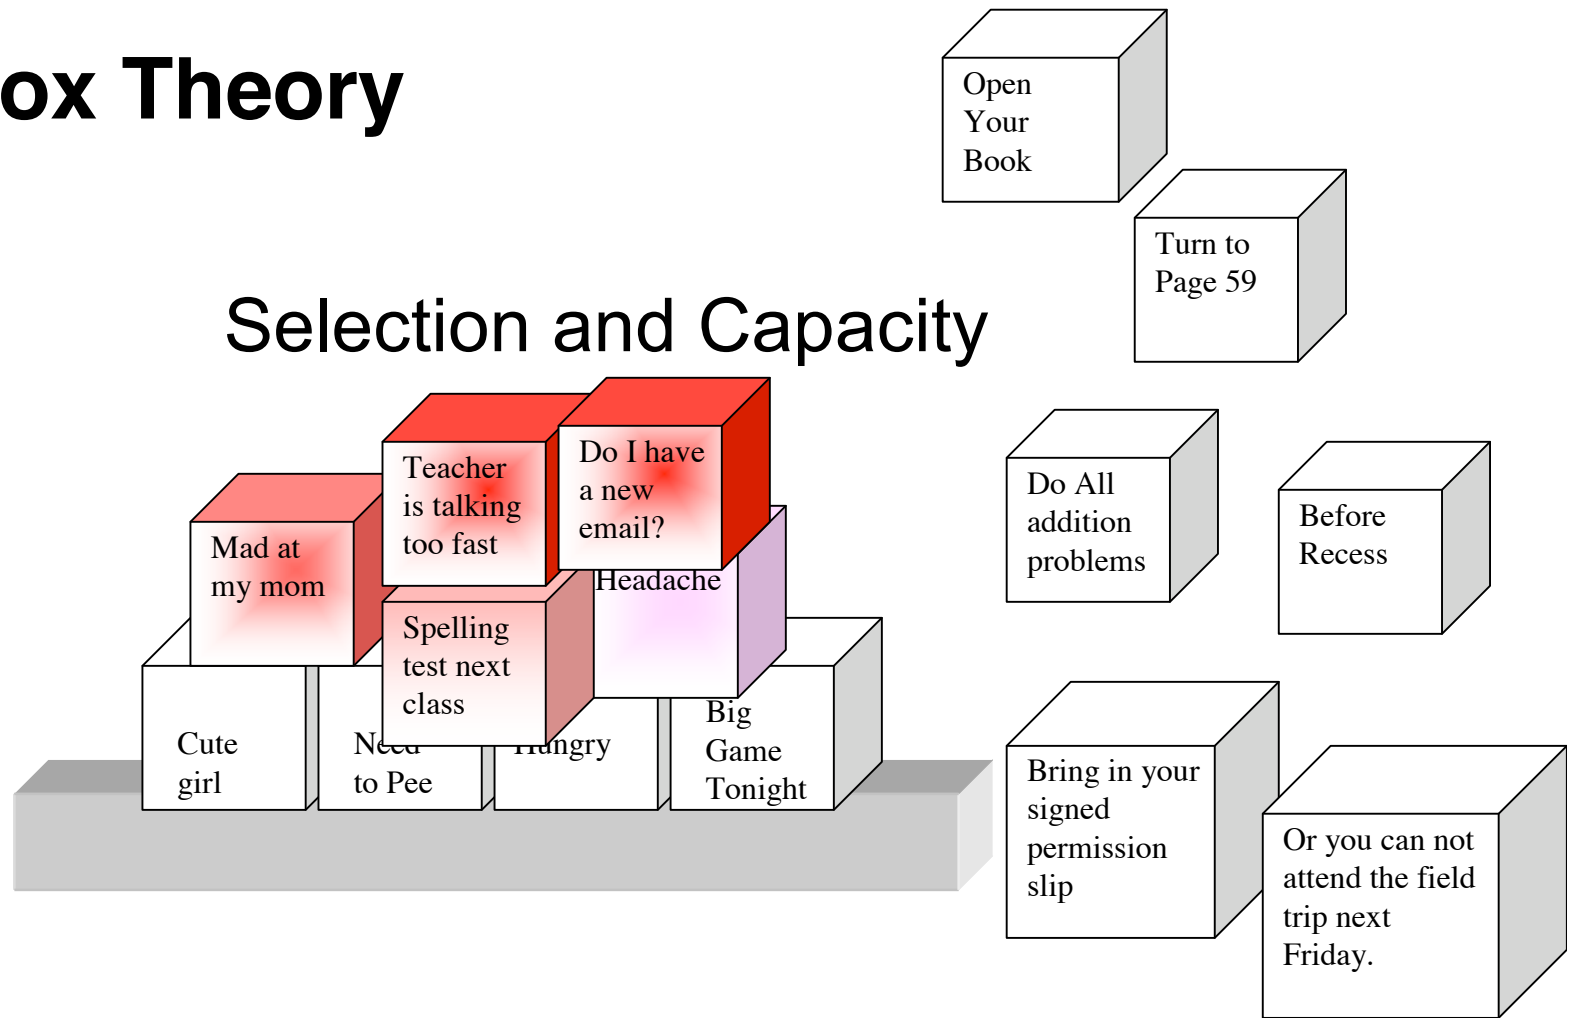 ox Theory
Selection and Capacity
Open
Your
Book
Turn to
Page 59
Do I have
a new
email?
Teacher
is talking
too fast
Mad at
my mom
Headache
Spelling
test next
class
Cute
girl
Need
to Pee
Hungry
Big
Game
Tonight
Do All
addition
problems
Before
Recess
Bring in your
signed
permission
slip
Or you can not
attend the field
trip next
Friday.